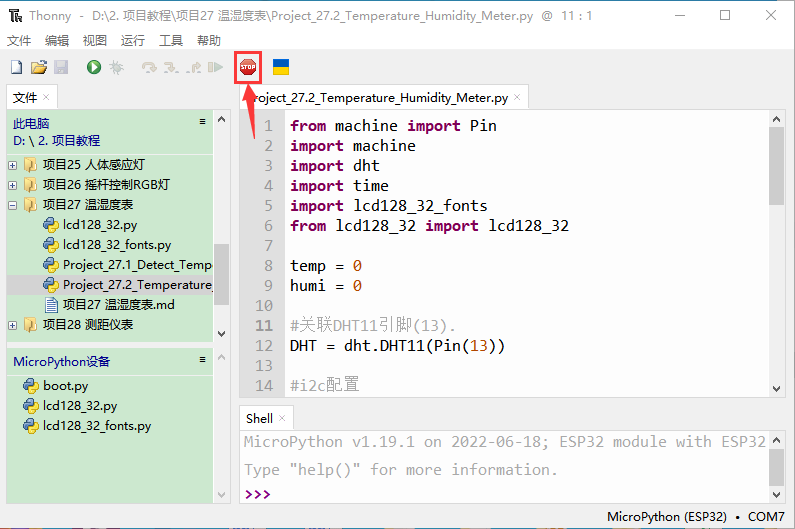 Thonny - D:\2. 项目教程\项目27 温湿度表\Project_27.2_Temperature_Humidity_Meter.py @ 11 : 1
文件 编辑 视图 运行 工具 帮助
STOP
文件
此电脑
D: \ 2. 项目教程
项目25 人体感应灯
项目26 摇杆控制RGB灯
项目27 温湿度表
lcd128_32.py
lcd128_32_fonts.py
Project_27.1_Detect_Temp
Project_27.2_Temperature_
项目27 温湿度表.md
项目28 测距仪表
MicroPython设备
boot.py
lcd128_32.py
lcd128_32_fonts.py
roject_27.2_Temperature_Humidity_Meter.py
1 from machine import Pin
2 import machine
3 import dht
4 import time
5 import lcd128_32_fonts
6 from lcd128_32 import lcd128_32
7
8 temp = 0
9 humi = 0
10
11 #关联DHT11引脚(13).
12 DHT = dht.DHT11(Pin(13))
13
14 #i2c配置
Shell
MicroPython v1.19.1 on 2022-06-18; ESP32 module with ESP32
Type "help()" for more information.
>>>
MicroPython (ESP32) • COM7